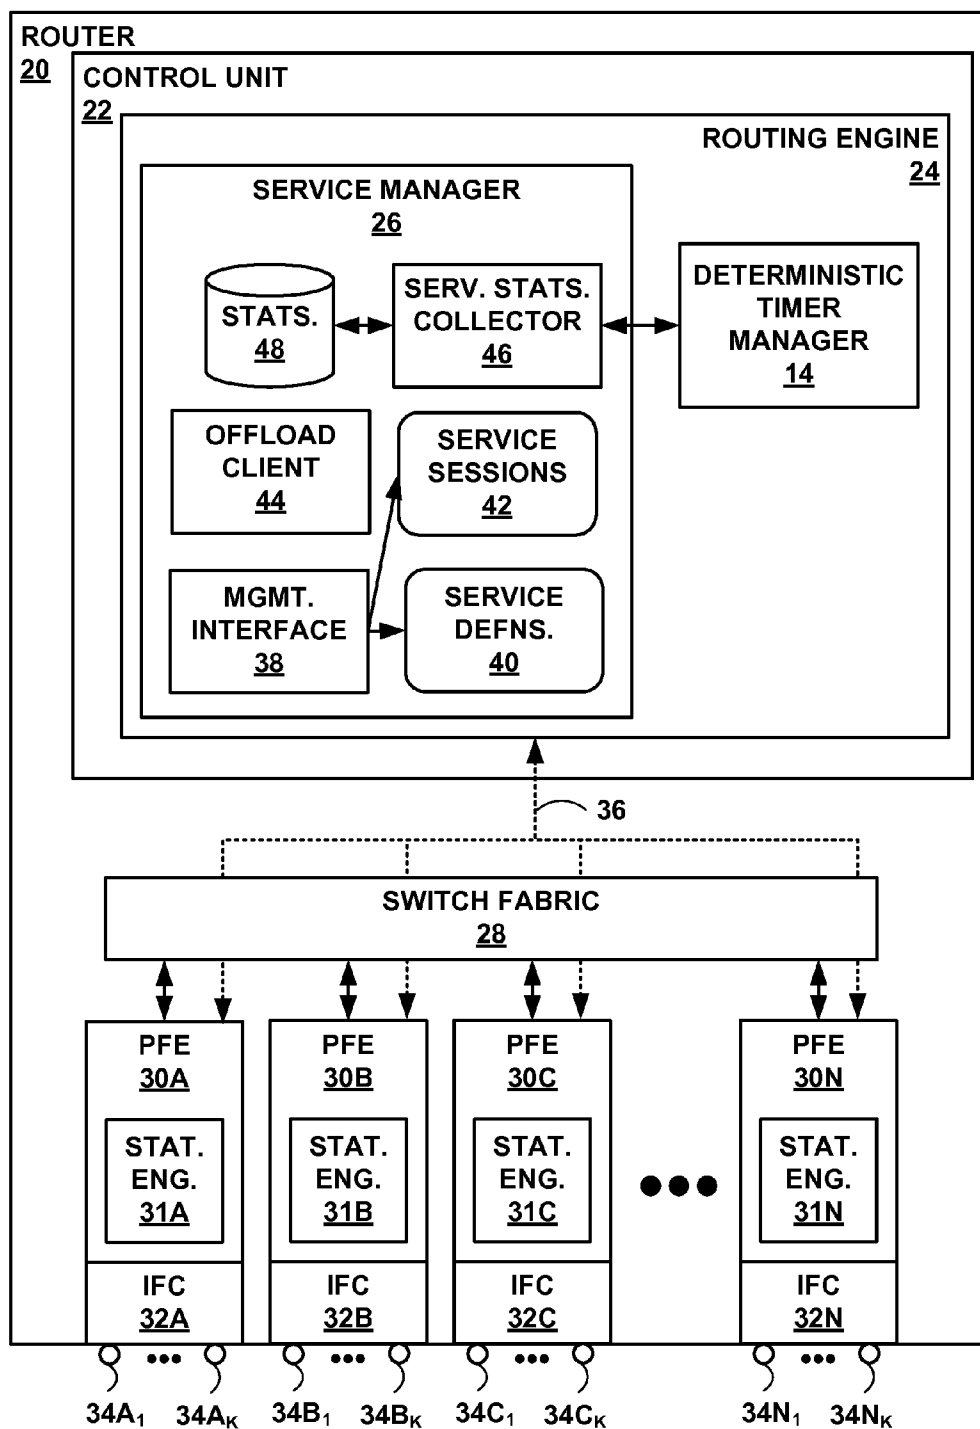 ROUTER
20
CONTROL UNIT
22
ROUTING ENGINE
24
SERVICE MANAGER
26
STATS.
48
SERV. STATS.
COLLECTOR
46
DETERMINISTIC
TIMER
MANAGER
14
OFFLOAD
CLIENT
44
SERVICE
SESSIONS
42
MGMT.
INTERFACE
38
SERVICE
DEFNS.
40
36
SWITCH FABRIC
28
PFE
30A
STAT.
ENG.
31A
IFC
32A
PFE
30B
STAT.
ENG.
31B
IFC
32B
PFE
30C
STAT.
ENG.
31C
IFC
32C
PFE
30N
STAT.
ENG.
31N
IFC
32N
34A₁ 34Aₖ 34B₁ 34Bₖ 34C₁ 34Cₖ 34N₁ 34Nₖ